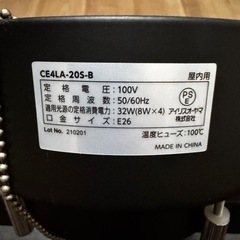 CE4LA-20S-B
屋内用
定格電圧:100V
定格周波数:50/60Hz
適用光源の定格消費電力:32W(8W×4)
口金サイズ:E26
Lot No. 210201
PS
E
アイリスオーヤマ
株式会社
温度ヒューズ:100℃
MADE IN CHINA